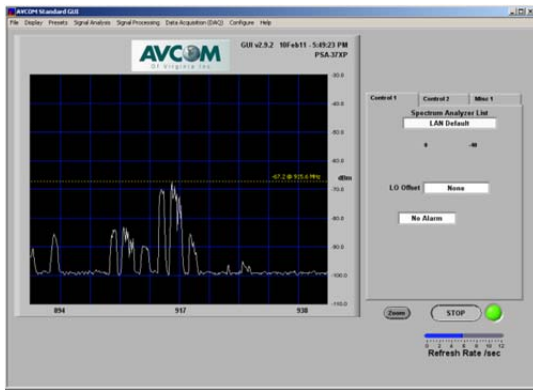 AVCOM Standard GUI
File Display Presets Signal Analysis Signal Processing Data Acquisition (DAQ) Configure Help
AVCOM
Of Virginia Inc
GUI v2.9.2 10Feb11 - 5:49:23 PM
PSA-37XP
-30.0
-40.0
-50.0
-60.0
-67.2 @ 915.6 MHz
dBm
-70.0
-80.0
-90.0
-100.0
-110.0
894 917 938
Control 1 Control 2 Misc 1
Spectrum Analyzer List
LAN Default
0 -40
LO Offset None
No Alarm
Zoom STOP
0 2 4 6 8 10 12
Refresh Rate /sec